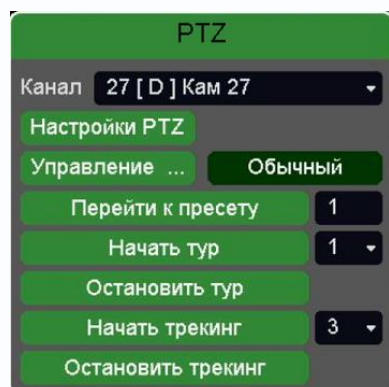 PTZ
Канал 27 [ D ] Кам 27
Настройки PTZ
Управление ... Обычный
Перейти к пресету 1
Начать тур 1
Остановить тур
Начать трекинг 3
Остановить трекинг